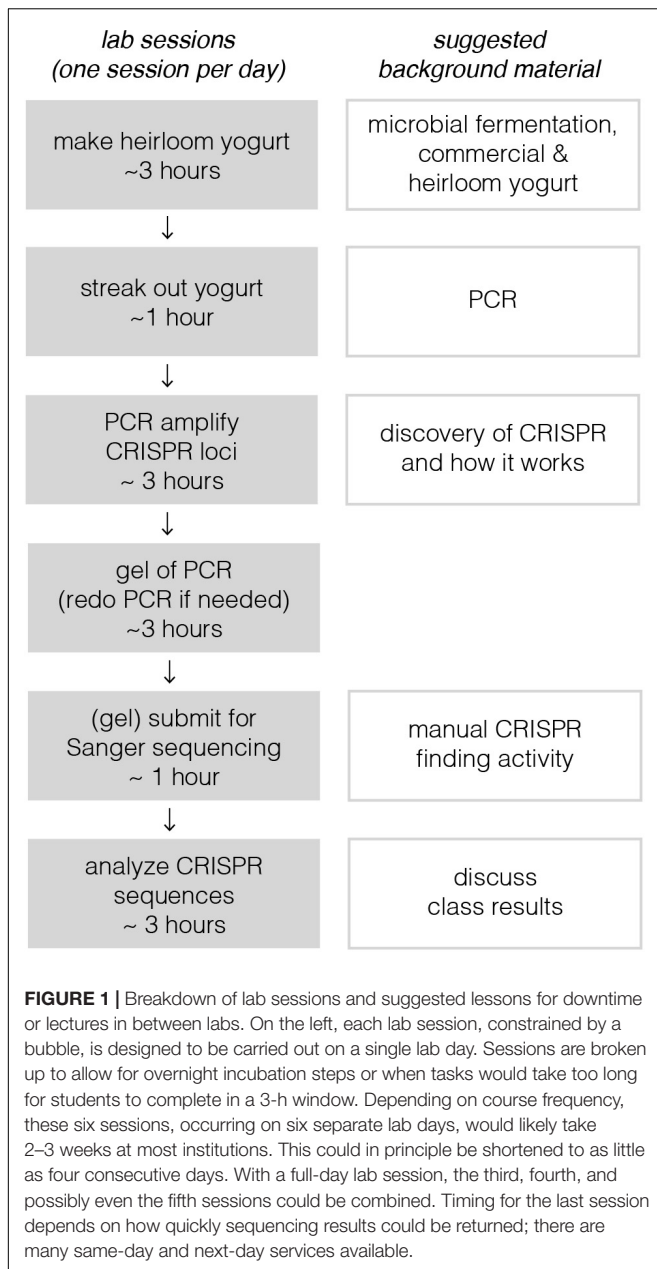 lab sessions
(one session per day)
suggested
background material
make heirloom yogurt
~3 hours
microbial fermentation,
commercial &
heirloom yogurt
↓
streak out yogurt
~1 hour
PCR
↓
PCR amplify
CRISPR loci
~ 3 hours
discovery of CRISPR
and how it works
↓
gel of PCR
(redo PCR if needed)
~3 hours
↓
(gel) submit for
Sanger sequencing
~ 1 hour
manual CRISPR
finding activity
↓
analyze CRISPR
sequences
~ 3 hours
discuss
class results
FIGURE 1 | Breakdown of lab sessions and suggested lessons for downtime
or lectures in between labs. On the left, each lab session, constrained by a
bubble, is designed to be carried out on a single lab day. Sessions are broken
up to allow for overnight incubation steps or when tasks would take too long
for students to complete in a 3-h window. Depending on course frequency,
these six sessions, occurring on six separate lab days, would likely take
2–3 weeks at most institutions. This could in principle be shortened to as little
as four consecutive days. With a full-day lab session, the third, fourth, and
possibly even the fifth sessions could be combined. Timing for the last session
depends on how quickly sequencing results could be returned; there are
many same-day and next-day services available.